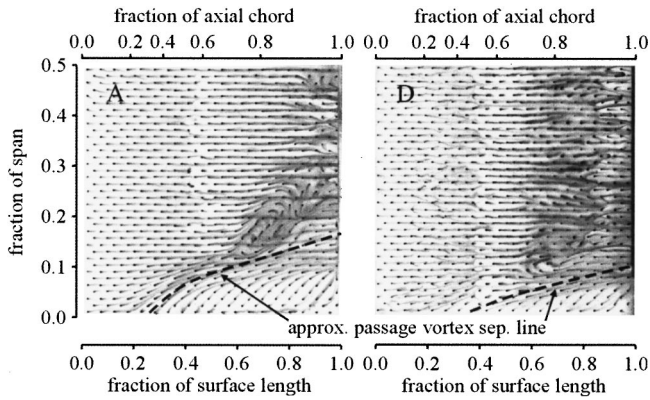 fraction of axial chord fraction of axial chord
0.0 0.2 0.3 0.4 0.6 0.8 1.0 0.0 0.2 0.3 0.4 0.6 0.8 1.0
0.5
A D
0.4
0.3
fraction of span
0.2
0.1
0.0
approx. passage vortex sep. line
0.0 0.2 0.4 0.6 0.8 1.0 0.0 0.2 0.4 0.6 0.8 1.0
fraction of surface length fraction of surface length